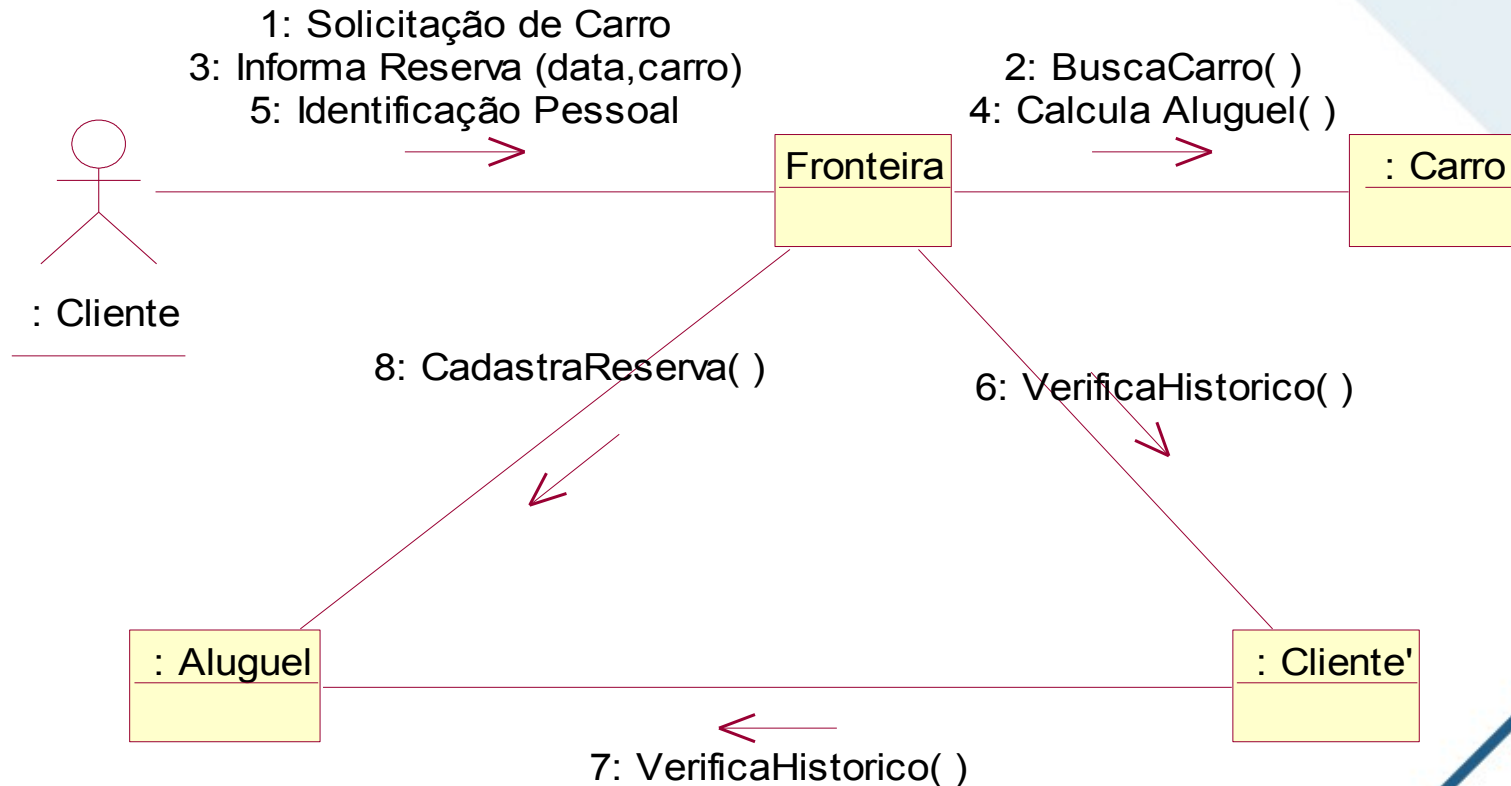 1: Solicitação de Carro
3: Informa Reserva (data,carro)
5: Identificação Pessoal
2: BuscaCarro( )
4: Calcula Aluguel( )
Fronteira
: Carro
: Cliente
8: CadastraReserva( )
6: VerificaHistorico( )
: Aluguel
: Cliente'
7: VerificaHistorico( )